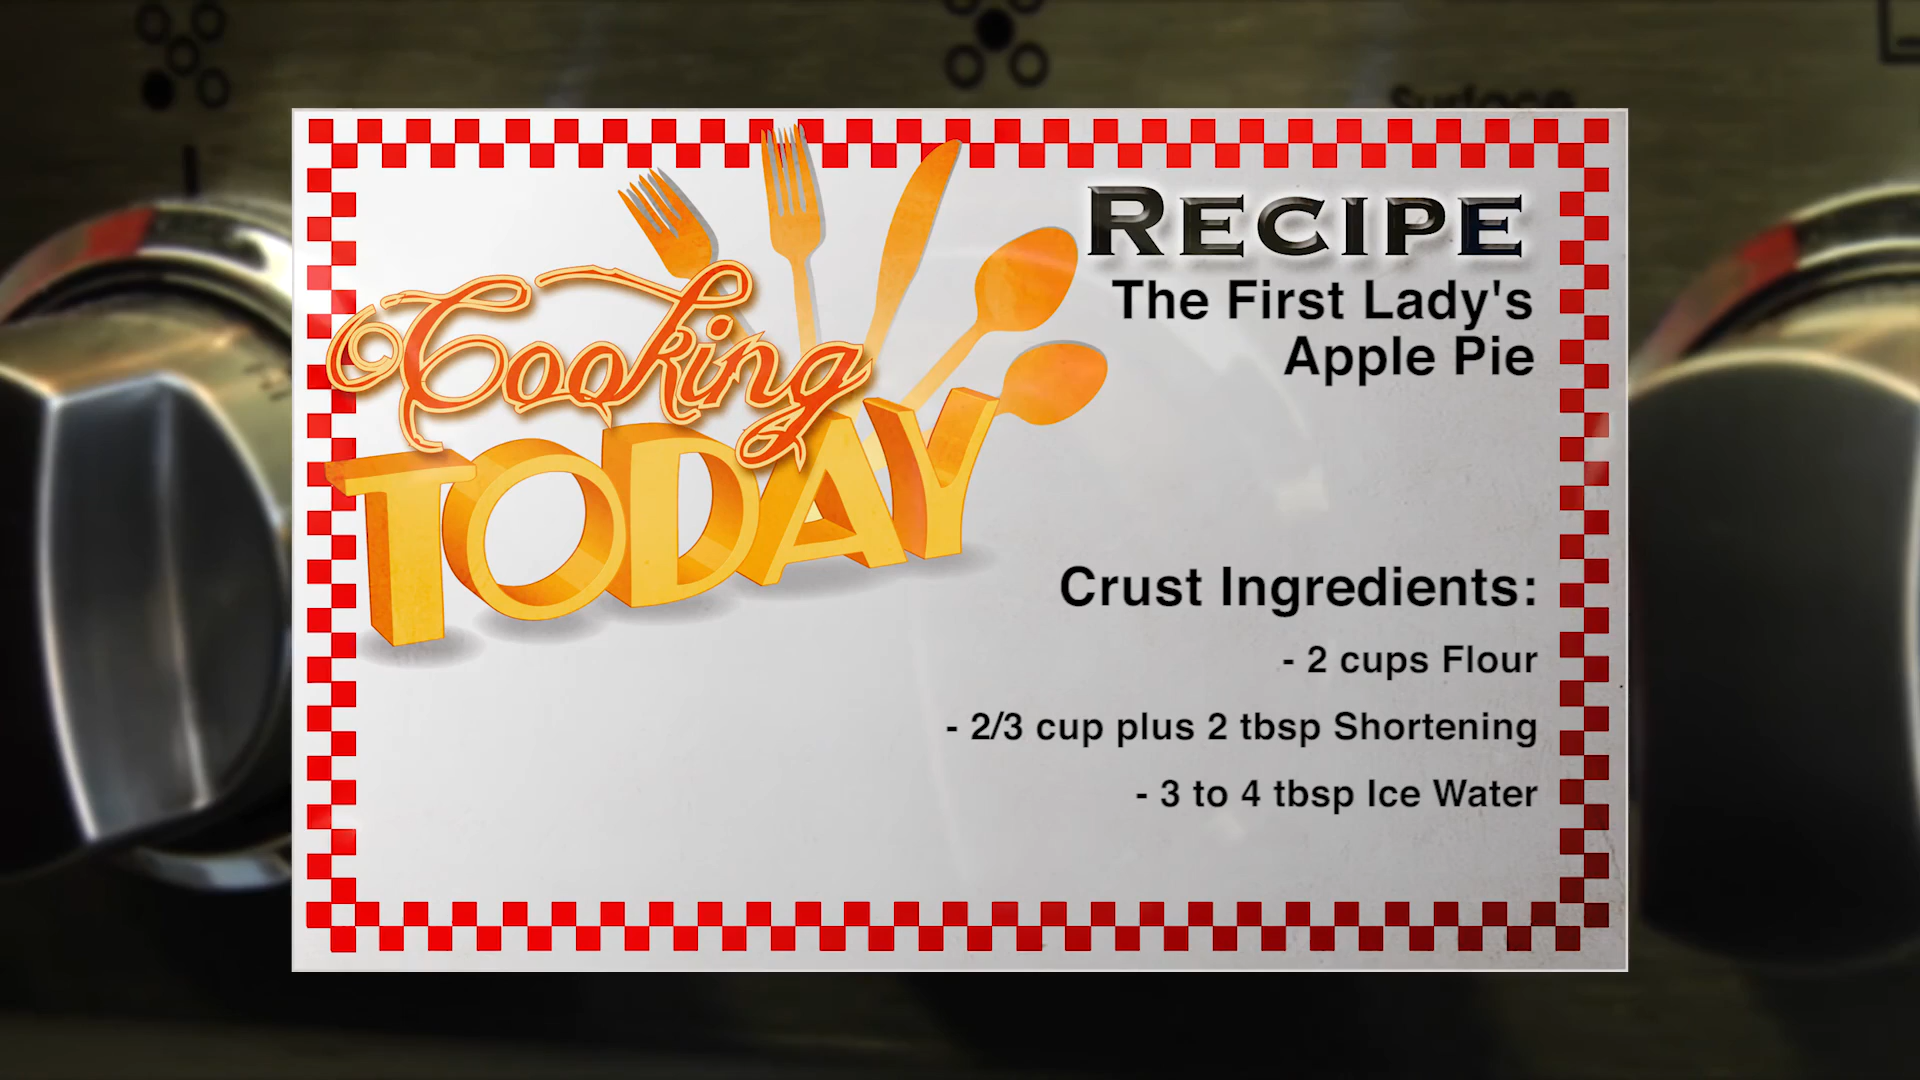 Surface
Cooking
TODAY
RECIPE
The First Lady's
Apple Pie
Crust Ingredients:
- 2 cups Flour
- 2/3 cup plus 2 tbsp Shortening
- 3 to 4 tbsp Ice Water